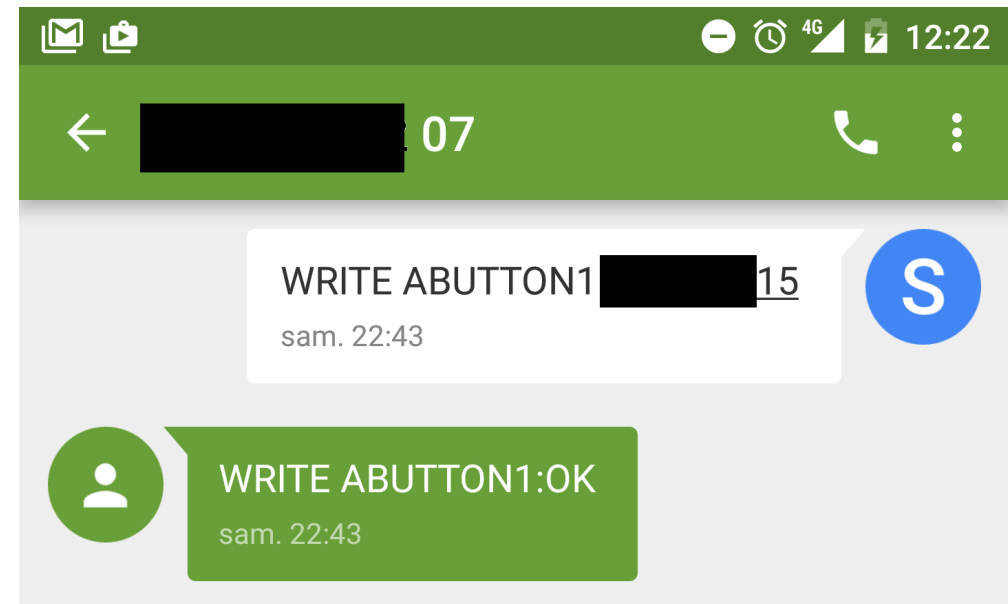 4G 12:22
07
WRITE ABUTTON1 15
sam. 22:43
S
WRITE ABUTTON1:OK
sam. 22:43